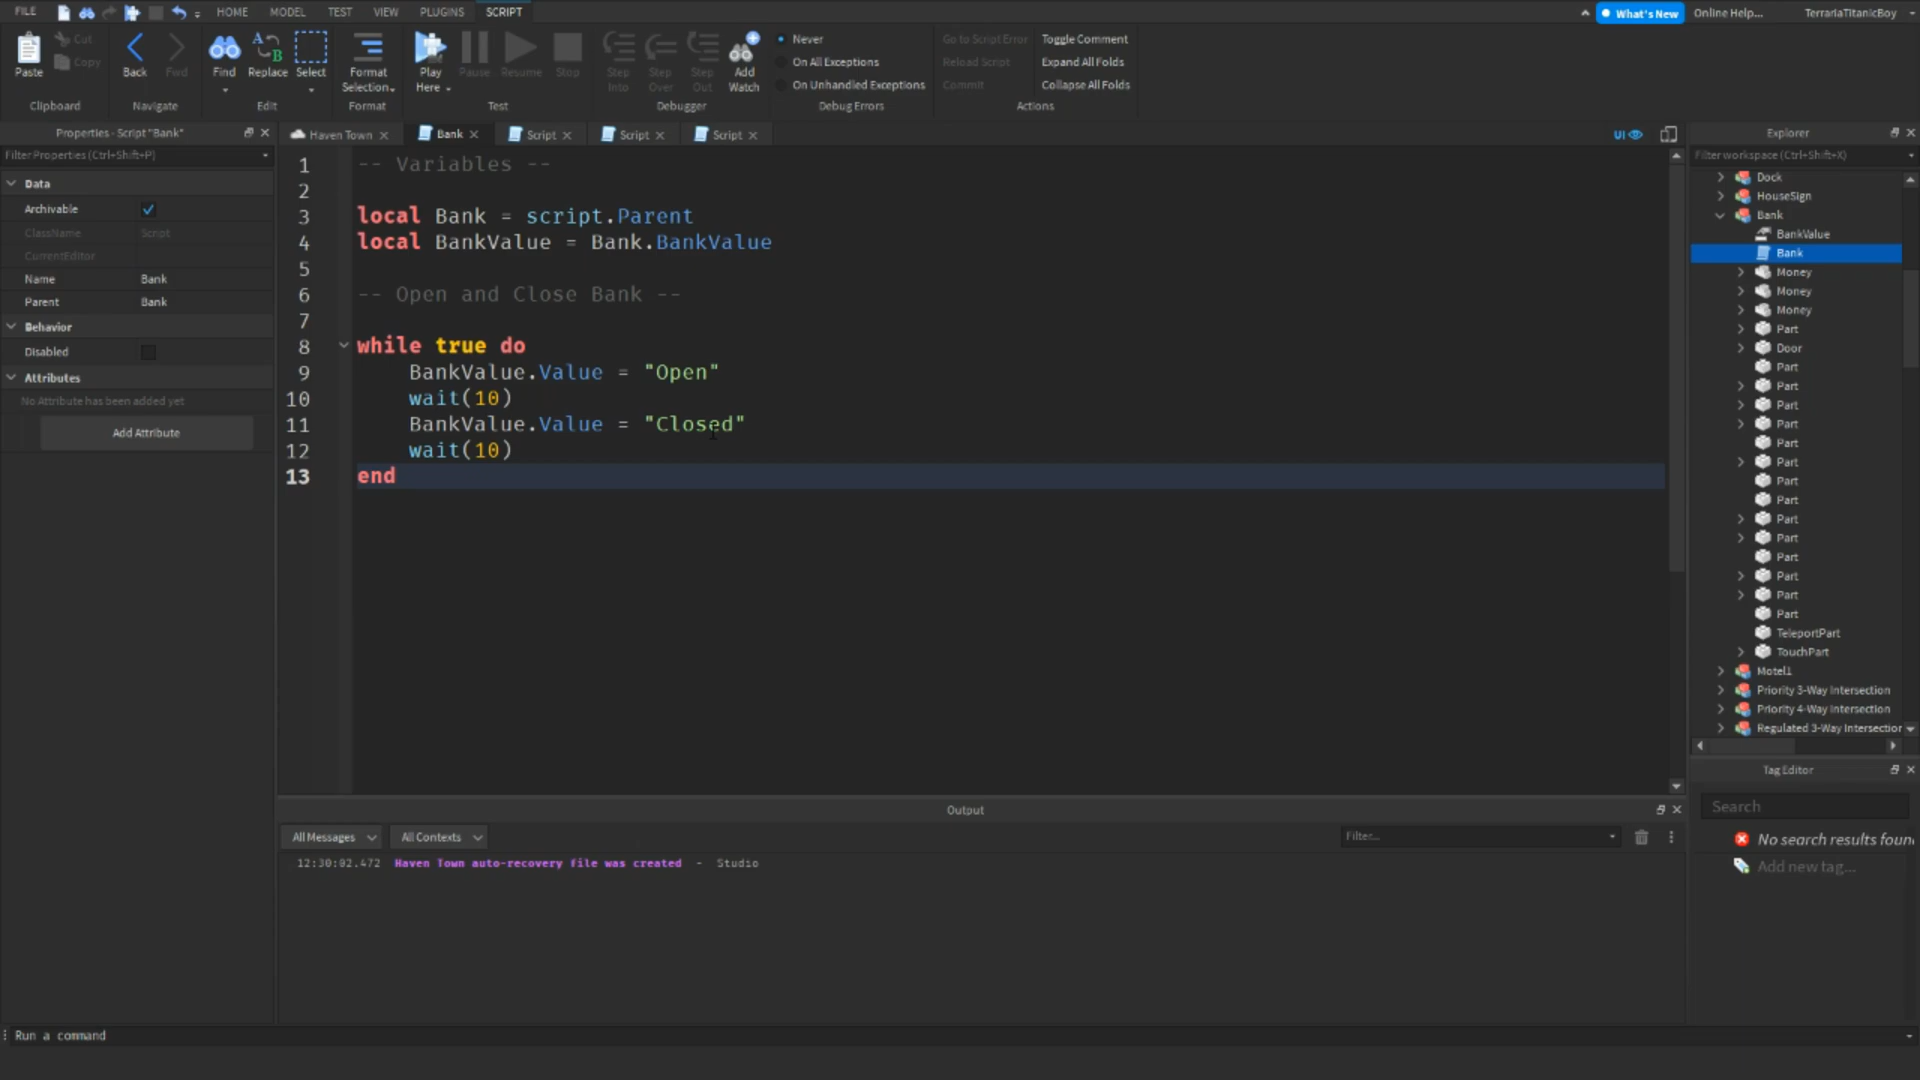 FILE HOME MODEL TEST VIEW PLUGINS SCRIPT What's New Online Help... TerrariaTitanicBoy
Paste Cut Copy Clipboard
Back Fwd Navigate
Find Replace Select Edit
Format Selection Format
Play Here Pause Resume Stop Test
Step Into Step Over Step Out Add Watch Debugger
Never
On All Exceptions
On Unhandled Exceptions
Debug Errors
Go to Script Error Toggle Comment
Reload Script Expand All Folds
Commit Collapse All Folds
Actions
Properties - Script "Bank"
Filter Properties (Ctrl+Shift+P)
Data
Archivable
ClassName Script
CurrentEditor
Name Bank
Parent Bank
Behavior
Disabled
Attributes
No Attribute has been added yet
Add Attribute
Haven Town Bank Script Script Script UI
1 -- Variables --
2
3 local Bank = script.Parent
4 local BankValue = Bank.BankValue
5
6 -- Open and Close Bank --
7
8 while true do
9 BankValue.Value = "Open"
10 wait(10)
11 BankValue.Value = "Closed"
12 wait(10)
13 end
Output
All Messages All Contexts Filter...
12:30:02.472 Haven Town auto-recovery file was created - Studio
Explorer
Filter workspace (Ctrl+Shift+X)
Dock
HouseSign
Bank
BankValue
Bank
Money
Money
Money
Part
Door
Part
Part
Part
Part
Part
Part
Part
Part
Part
Part
Part
Part
Part
Part
TeleportPart
TouchPart
Motel1
Priority 3-Way Intersection
Priority 4-Way Intersection
Regulated 3-Way Intersection
Tag Editor
Search
No search results foun
Add new tag...
Run a command